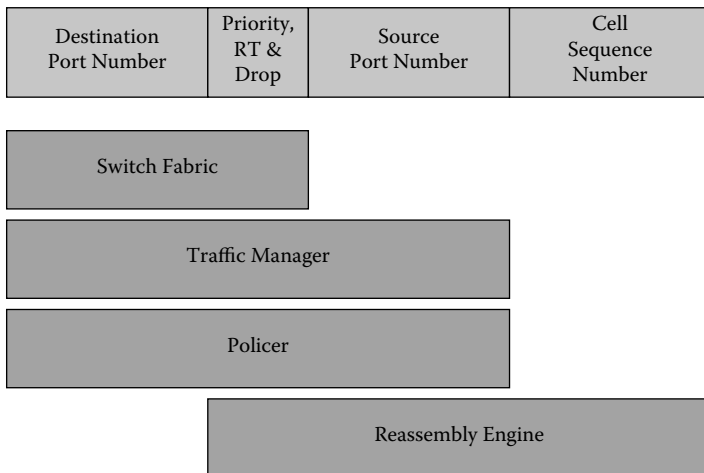 Destination
Port Number
Priority,
RT &
Drop
Source
Port Number
Cell
Sequence
Number
Switch Fabric
Traffic Manager
Policer
Reassembly Engine